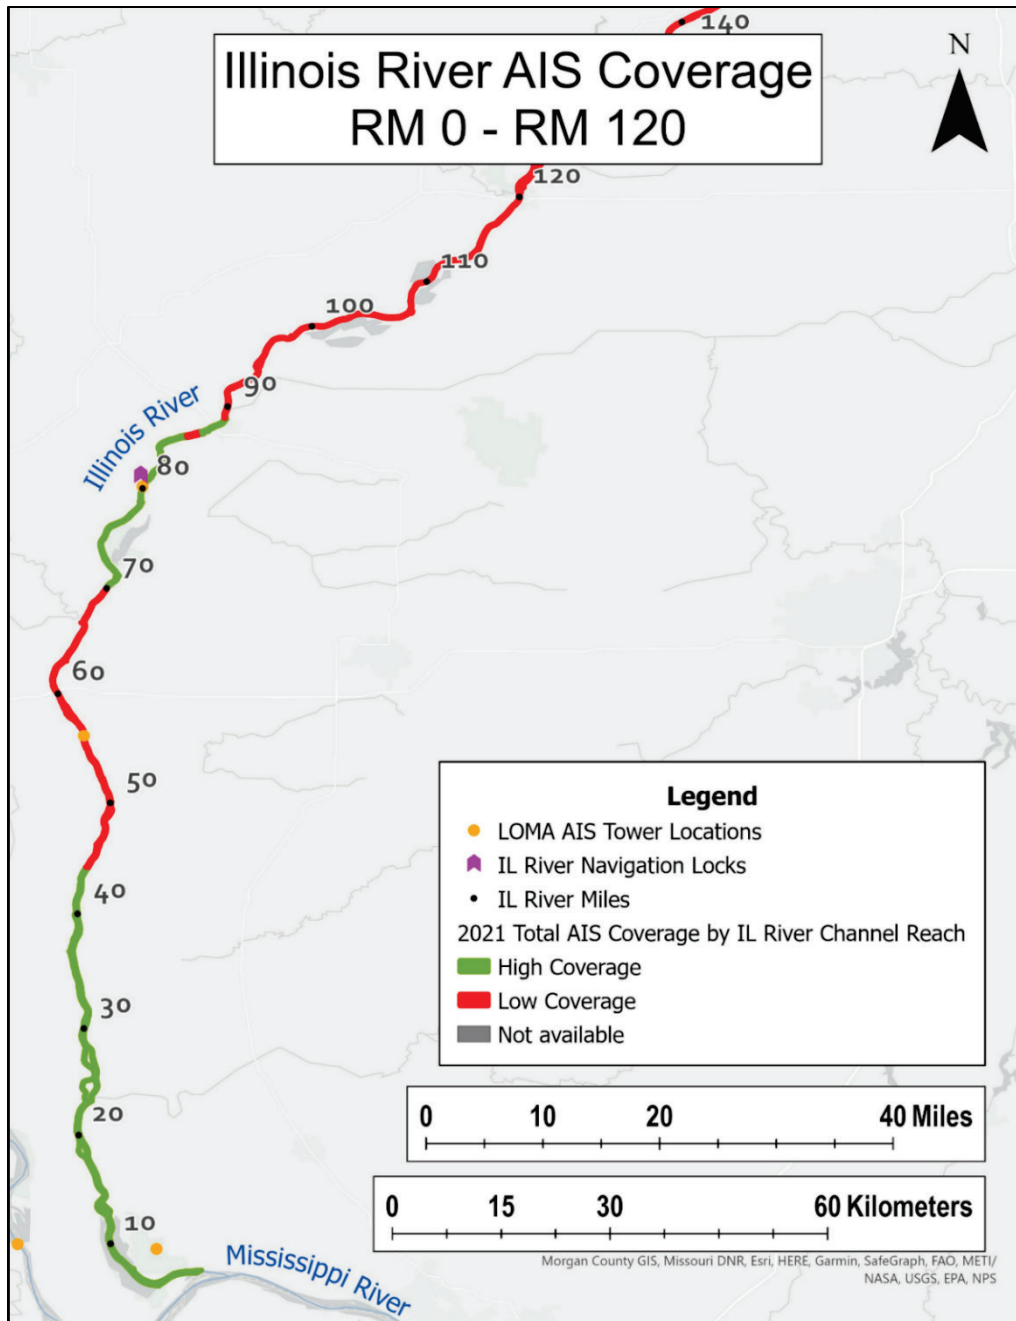 140
Illinois River AIS Coverage
RM 0 - RM 120
N
120
110
100
90
Illinois River
80
70
60
50
40
30
20
10
Mississippi River
Legend
LOMA AIS Tower Locations
IL River Navigation Locks
IL River Miles
2021 Total AIS Coverage by IL River Channel Reach
High Coverage
Low Coverage
Not available
0 10 20 40 Miles
0 15 30 60 Kilometers
Morgan County GIS, Missouri DNR, Esri, HERE, Garmin, SafeGraph, FAO, METI/
NASA, USGS, EPA, NPS